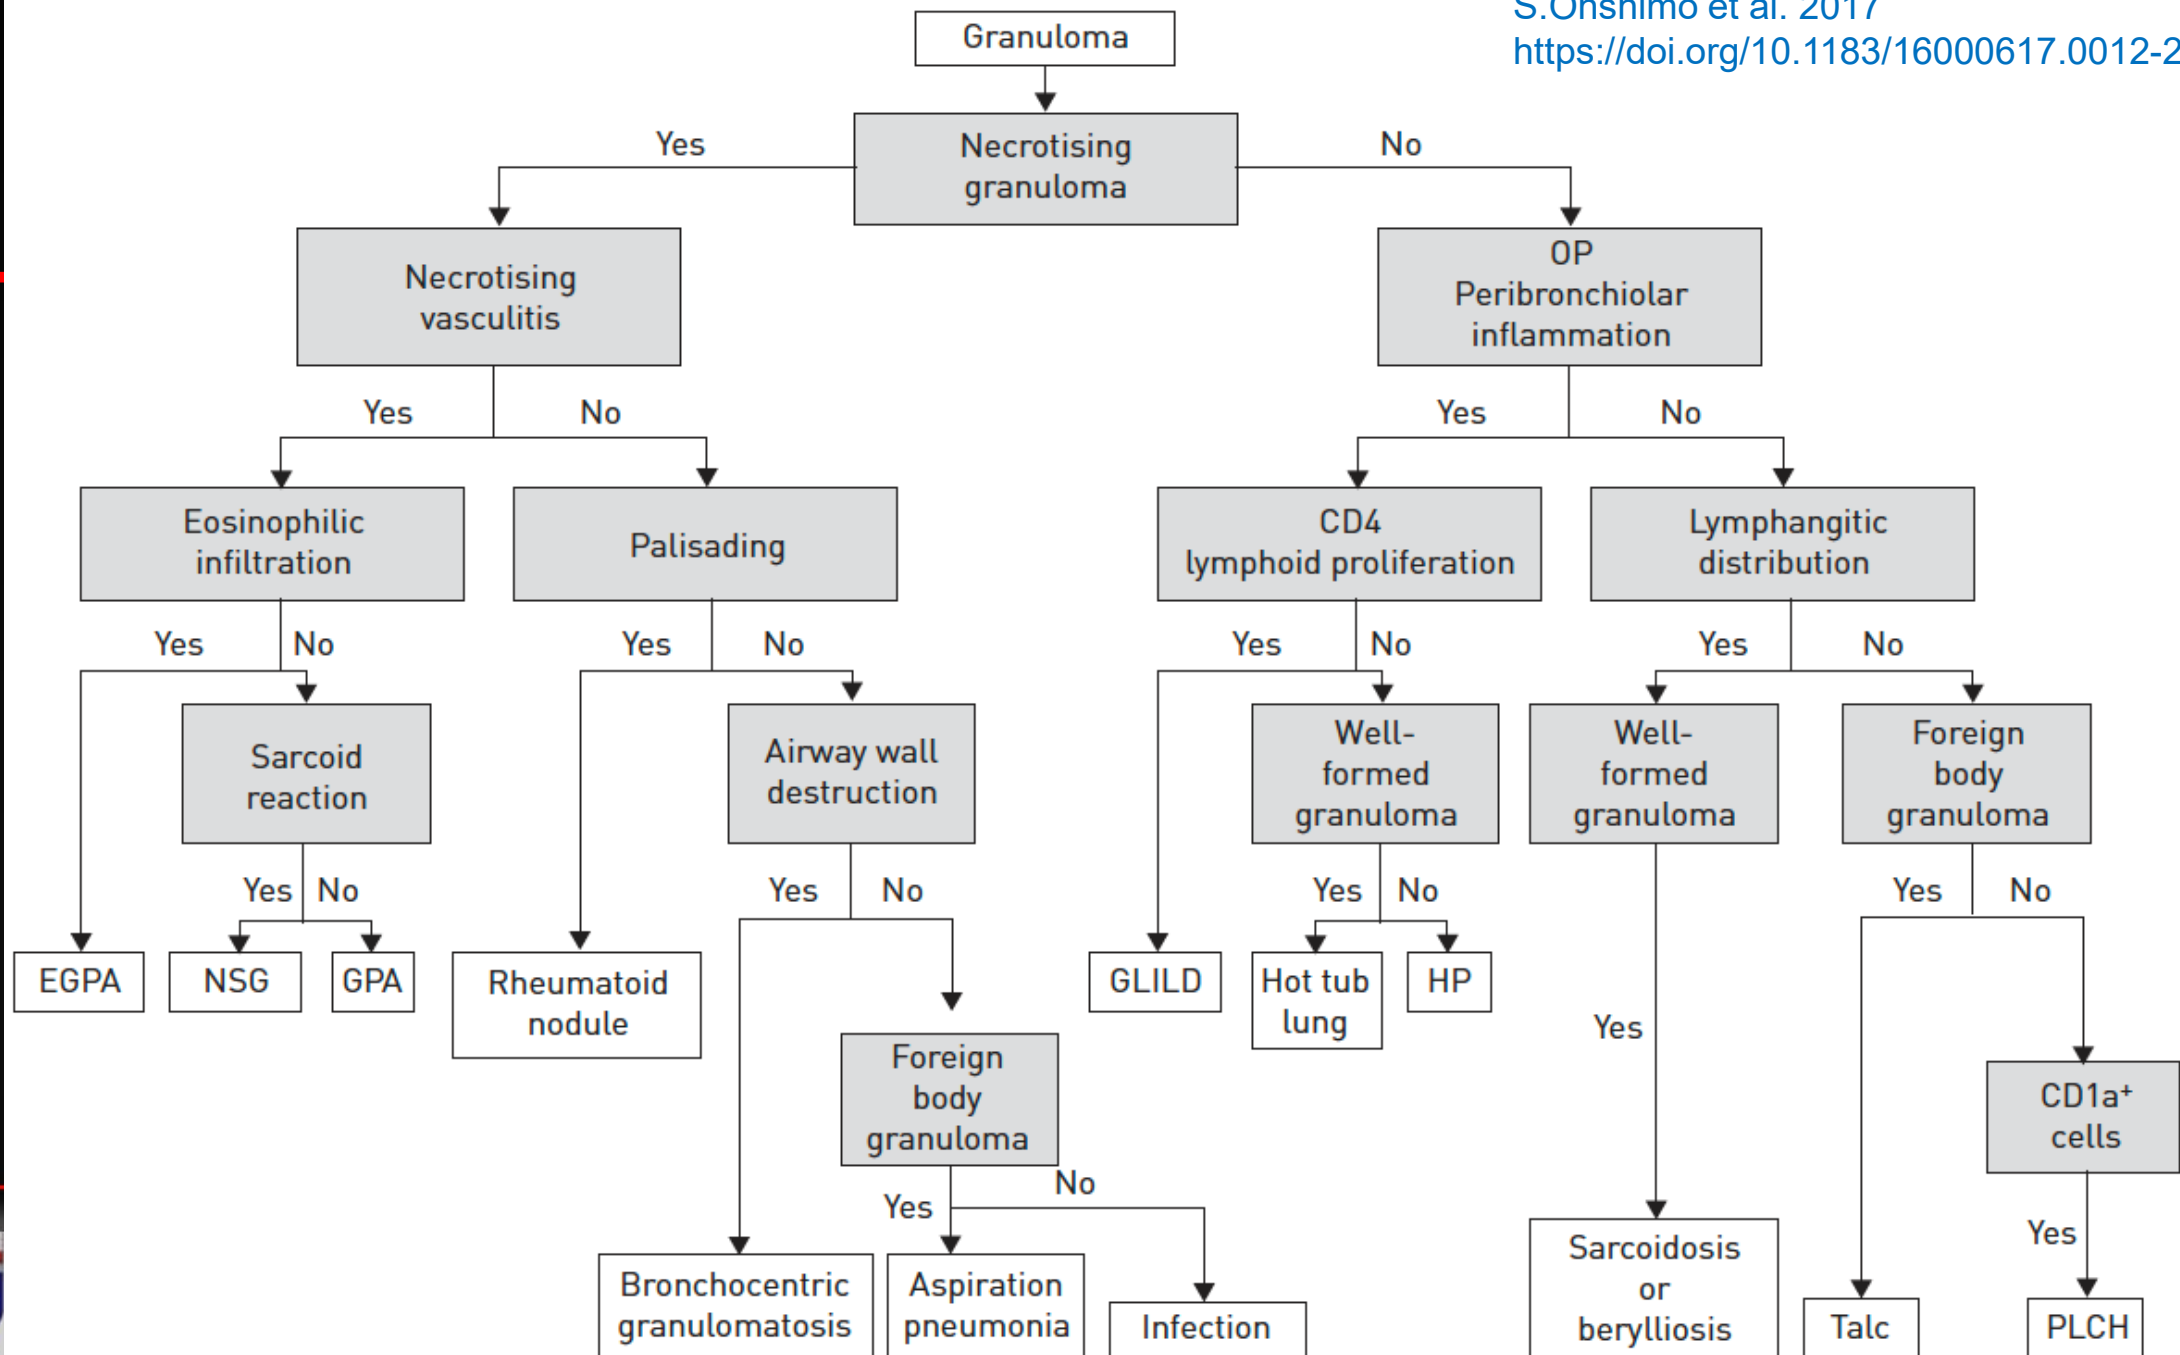 S.Ohshimo et al. 2017
https://doi.org/10.1183/16000617.0012-2
Granuloma
Necrotising
granuloma
Yes
No
Necrotising
vasculitis
OP
Peribronchiolar
inflammation
Yes
No
Yes
No
Eosinophilic
infiltration
Palisading
CD4
lymphoid proliferation
Lymphangitic
distribution
Yes
No
Yes
No
Yes
No
Yes
No
Sarcoid
reaction
Airway wall
destruction
Well-
formed
granuloma
Well-
formed
granuloma
Foreign
body
granuloma
Yes
No
Yes
No
Yes
No
Yes
No
EGPA
NSG
GPA
Rheumatoid
nodule
GLILD
Hot tub
lung
HP
Yes
Foreign
body
granuloma
CD1a⁺
cells
Yes
No
Yes
Bronchocentric
granulomatosis
Aspiration
pneumonia
Infection
Sarcoidosis
or
berylliosis
Talc
PLCH